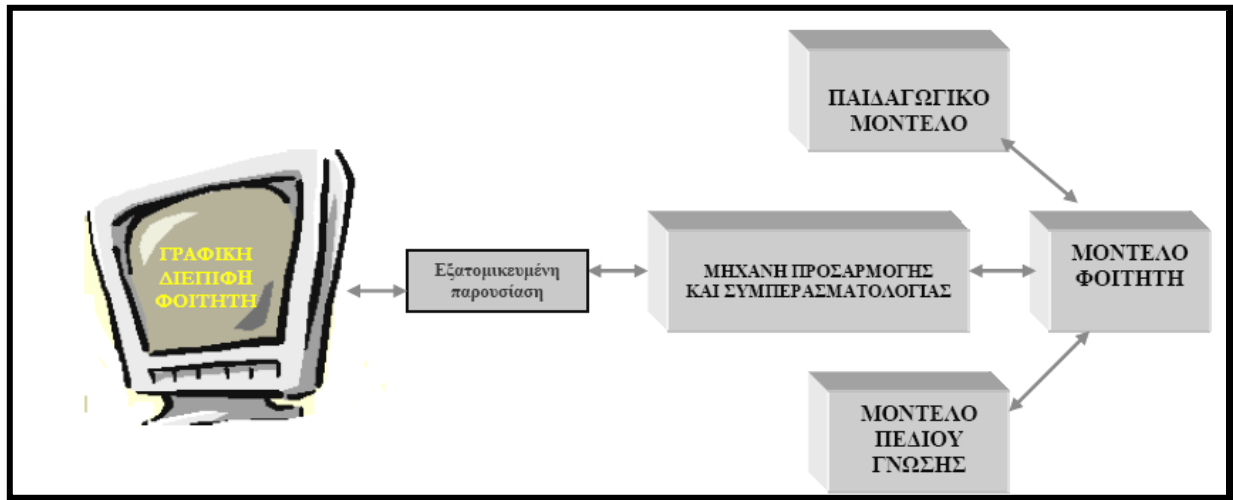 ΠΑΙΔΑΓΩΓΙΚΟ
ΜΟΝΤΕΛΟ
ΓΡΑΦΙΚΗ
ΔΙΕΠΙΦΗ
ΦΟΙΤΗΤΗ
Εξατομικευμένη
παρουσίαση
ΜΗΧΑΝΗ ΠΡΟΣΑΡΜΟΓΗΣ
ΚΑΙ ΣΥΜΠΕΡΑΣΜΑΤΟΛΟΓΙΑΣ
ΜΟΝΤΕΛΟ
ΦΟΙΤΗΤΗ
ΜΟΝΤΕΛΟ
ΠΕΔΙΟΥ
ΓΝΩΣΗΣ